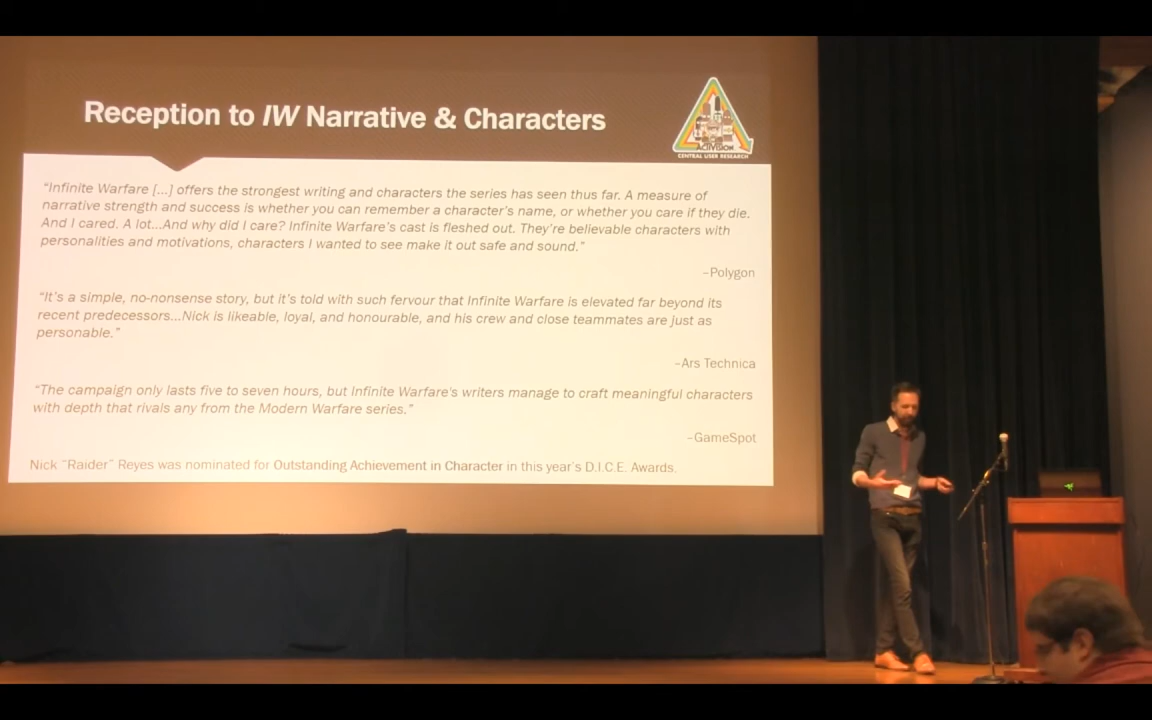 Reception to IW Narrative & Characters
ACTIVISION
CENTRAL USER RESEARCH
“Infinite Warfare [...] offers the strongest writing and characters the series has seen thus far. A measure of
narrative strength and success is whether you can remember a character’s name, or whether you care if they die.
And I cared. A lot...And why did I care? Infinite Warfare’s cast is fleshed out. They’re believable characters with
personalities and motivations, characters I wanted to see make it out safe and sound.”
–Polygon
“It’s a simple, no-nonsense story, but it’s told with such fervour that Infinite Warfare is elevated far beyond its
recent predecessors...Nick is likeable, loyal, and honourable, and his crew and close teammates are just as
personable.”
–Ars Technica
“The campaign only lasts five to seven hours, but Infinite Warfare’s writers manage to craft meaningful characters
with depth that rivals any from the Modern Warfare series.”
–GameSpot
Nick “Raider” Reyes was nominated for Outstanding Achievement in Character in this year’s D.I.C.E. Awards.